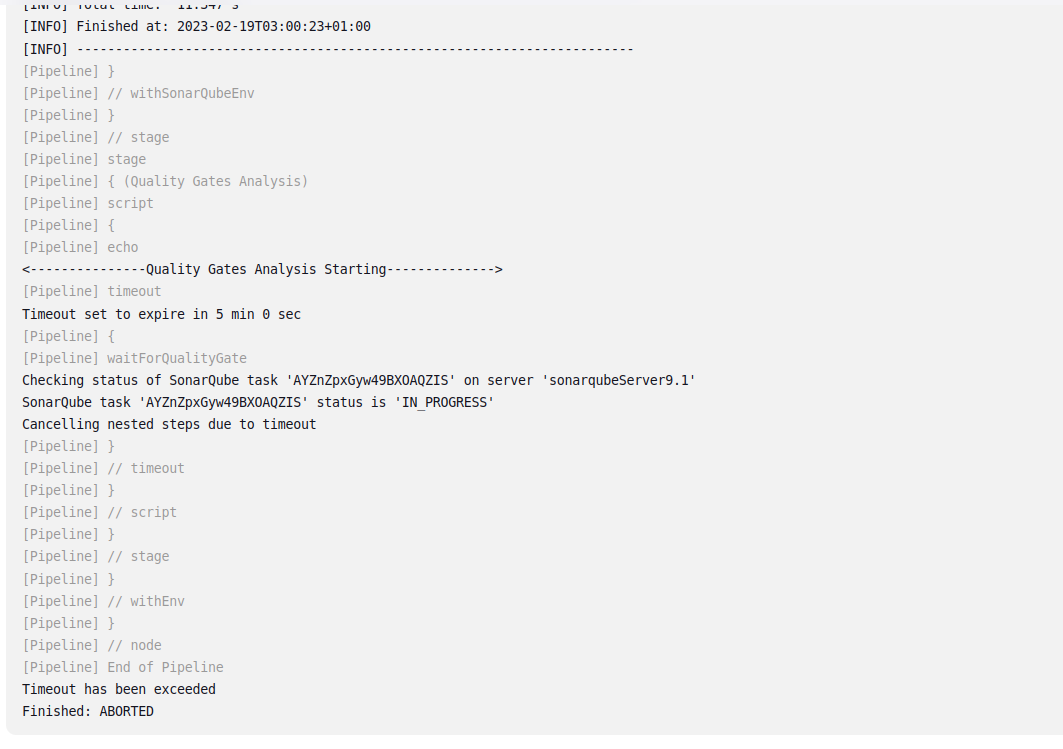 [INFO] Total time:  11.347 s
[INFO] Finished at: 2023-02-19T03:00:23+01:00
[INFO] ------------------------------------------------------------------------
[Pipeline] }
[Pipeline] // withSonarQubeEnv
[Pipeline] }
[Pipeline] // stage
[Pipeline] stage
[Pipeline] { (Quality Gates Analysis)
[Pipeline] script
[Pipeline] {
[Pipeline] echo
<---------------Quality Gates Analysis Starting-------------->
[Pipeline] timeout
Timeout set to expire in 5 min 0 sec
[Pipeline] {
[Pipeline] waitForQualityGate
Checking status of SonarQube task 'AYZnZpxGyw49BXOAQZIS' on server 'sonarqubeServer9.1'
SonarQube task 'AYZnZpxGyw49BXOAQZIS' status is 'IN_PROGRESS'
Cancelling nested steps due to timeout
[Pipeline] }
[Pipeline] // timeout
[Pipeline] }
[Pipeline] // script
[Pipeline] }
[Pipeline] // stage
[Pipeline] }
[Pipeline] // withEnv
[Pipeline] }
[Pipeline] // node
[Pipeline] End of Pipeline
Timeout has been exceeded
Finished: ABORTED